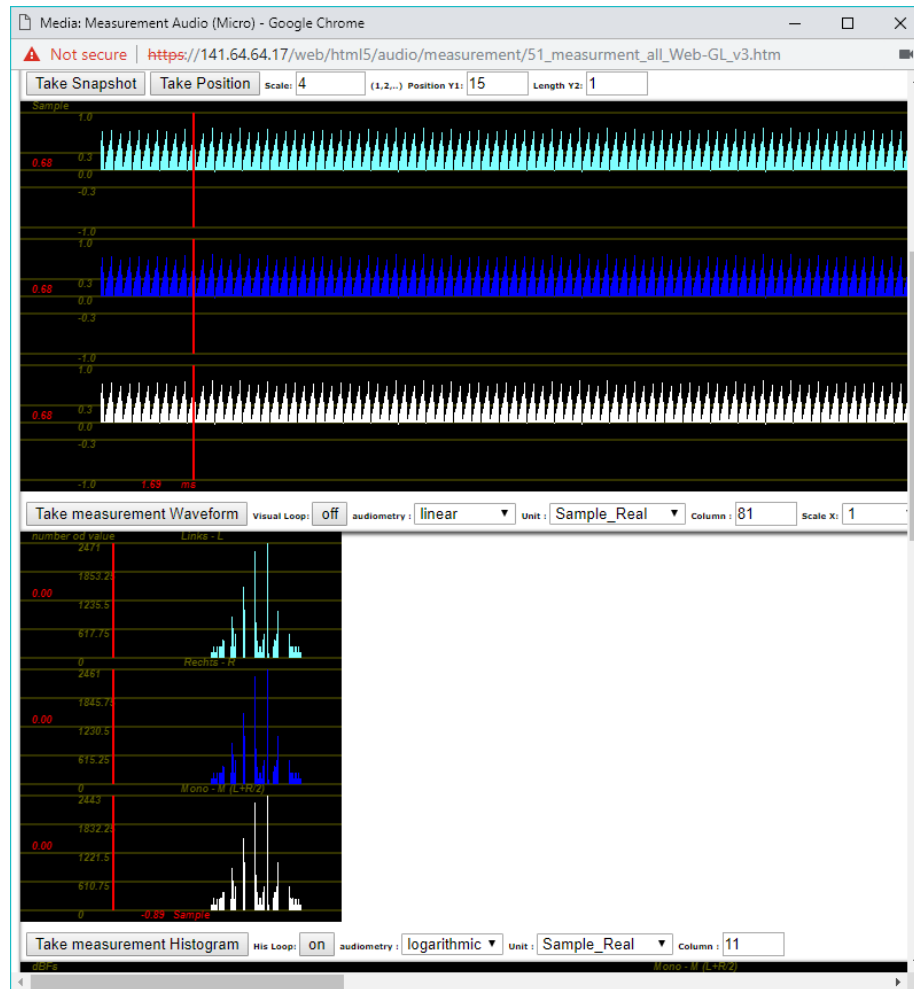 Media: Measurement Audio (Micro) - Google Chrome
Not secure | https://141.64.64.17/web/html5/audio/measurement/51_measurment_all_Web-GL_v3.htm
Take Snapshot Take Position Scale: 4 (1,2,..) Position Y1: 15 Length Y2: 1
Sample
1.0
0.68 0.3
0.0
-0.3
-1.0
1.0
0.68 0.3
0.0
-0.3
-1.0
1.0
0.68 0.3
0.0
-0.3
-1.0 1.69 ms
Take measurement Waveform Visual Loop: off audiometry : linear Unit : Sample_Real Column : 81 Scale X: 1
number od value Links - L
2471
1853.25
0.00
1235.5
617.75
0 Rechts - R
2461
1845.75
0.00
1230.5
615.25
0 Mono - M (L+R/2)
2443
1832.25
0.00
1221.5
610.75
0 -0.89 Sample
Take measurement Histogram His Loop: on audiometry : logarithmic Unit : Sample_Real Column : 11
dBFs Mono - M (L+R/2)